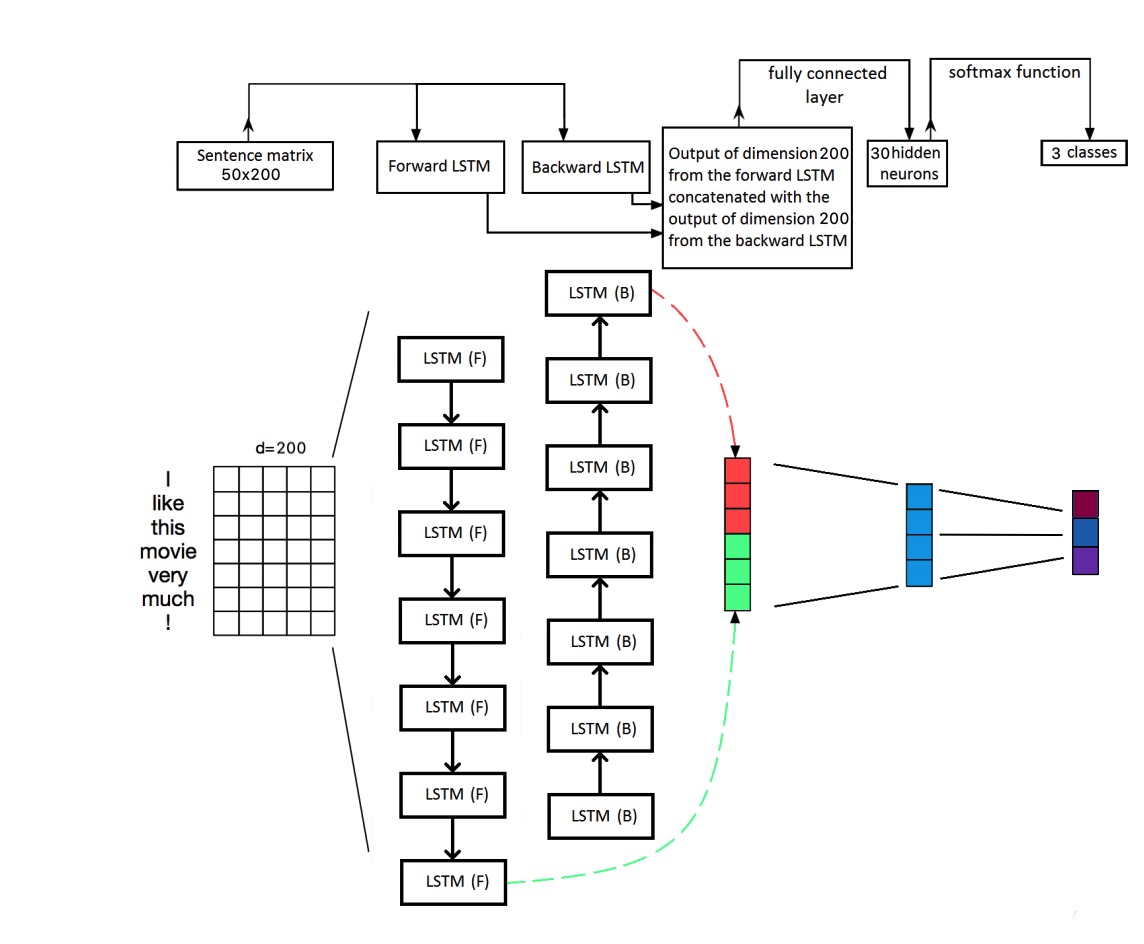 fully connected
layer
softmax function
Sentence matrix
50x200
Forward LSTM
Backward LSTM
Output of dimension 200
from the forward LSTM
concatenated with the
output of dimension 200
from the backward LSTM
30 hidden
neurons
3 classes
d=200
I
like
this
movie
very
much
!
LSTM (F)
LSTM (F)
LSTM (F)
LSTM (F)
LSTM (F)
LSTM (F)
LSTM (F)
LSTM (B)
LSTM (B)
LSTM (B)
LSTM (B)
LSTM (B)
LSTM (B)
LSTM (B)